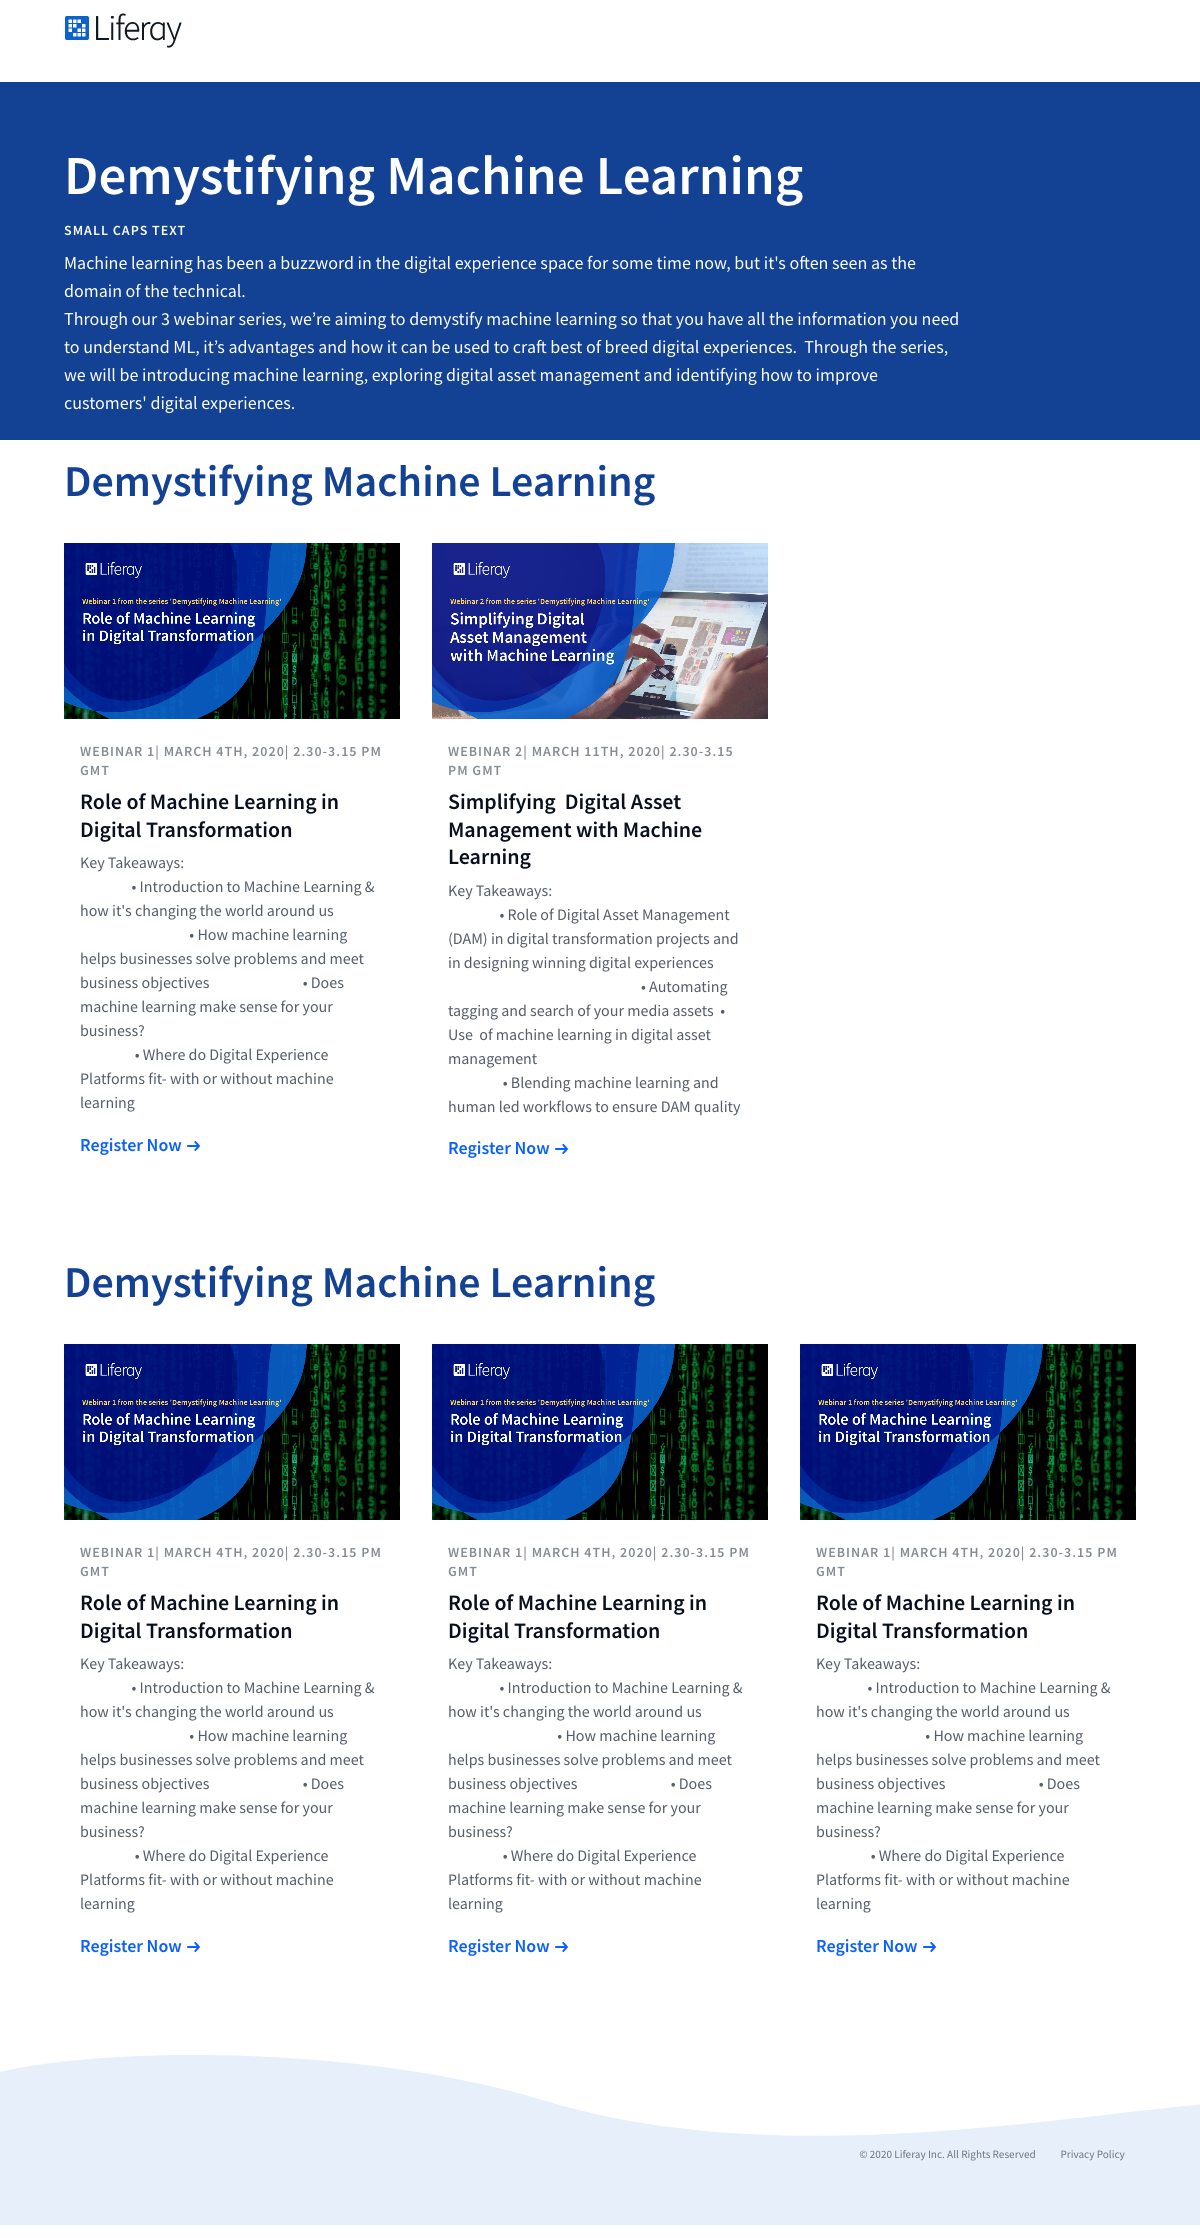 Liferay
Demystifying Machine Learning
SMALL CAPS TEXT
Machine learning has been a buzzword in the digital experience space for some time now, but it's often seen as the
domain of the technical.
Through our 3 webinar series, we’re aiming to demystify machine learning so that you have all the information you need
to understand ML, it’s advantages and how it can be used to craft best of breed digital experiences.  Through the series,
we will be introducing machine learning, exploring digital asset management and identifying how to improve
customers' digital experiences.
Demystifying Machine Learning
Liferay
Webinar 1 from the series 'Demystifying Machine Learning'
Role of Machine Learning
in Digital Transformation
WEBINAR 1| MARCH 4TH, 2020| 2.30-3.15 PM
GMT
Role of Machine Learning in
Digital Transformation
Key Takeaways:
• Introduction to Machine Learning &
how it's changing the world around us
• How machine learning
helps businesses solve problems and meet
business objectives • Does
machine learning make sense for your
business?
• Where do Digital Experience
Platforms fit- with or without machine
learning
Register Now →
Liferay
Webinar 2 from the series 'Demystifying Machine Learning'
Simplifying Digital
Asset Management
with Machine Learning
WEBINAR 2| MARCH 11TH, 2020| 2.30-3.15
PM GMT
Simplifying  Digital Asset
Management with Machine
Learning
Key Takeaways:
• Role of Digital Asset Management
(DAM) in digital transformation projects and
in designing winning digital experiences
• Automating
tagging and search of your media assets  •
Use  of machine learning in digital asset
management
• Blending machine learning and
human led workflows to ensure DAM quality
Register Now →
Demystifying Machine Learning
Liferay
Webinar 1 from the series 'Demystifying Machine Learning'
Role of Machine Learning
in Digital Transformation
WEBINAR 1| MARCH 4TH, 2020| 2.30-3.15 PM
GMT
Role of Machine Learning in
Digital Transformation
Key Takeaways:
• Introduction to Machine Learning &
how it's changing the world around us
• How machine learning
helps businesses solve problems and meet
business objectives • Does
machine learning make sense for your
business?
• Where do Digital Experience
Platforms fit- with or without machine
learning
Register Now →
Liferay
Webinar 1 from the series 'Demystifying Machine Learning'
Role of Machine Learning
in Digital Transformation
WEBINAR 1| MARCH 4TH, 2020| 2.30-3.15 PM
GMT
Role of Machine Learning in
Digital Transformation
Key Takeaways:
• Introduction to Machine Learning &
how it's changing the world around us
• How machine learning
helps businesses solve problems and meet
business objectives • Does
machine learning make sense for your
business?
• Where do Digital Experience
Platforms fit- with or without machine
learning
Register Now →
Liferay
Webinar 1 from the series 'Demystifying Machine Learning'
Role of Machine Learning
in Digital Transformation
WEBINAR 1| MARCH 4TH, 2020| 2.30-3.15 PM
GMT
Role of Machine Learning in
Digital Transformation
Key Takeaways:
• Introduction to Machine Learning &
how it's changing the world around us
• How machine learning
helps businesses solve problems and meet
business objectives • Does
machine learning make sense for your
business?
• Where do Digital Experience
Platforms fit- with or without machine
learning
Register Now →
© 2020 Liferay Inc. All Rights Reserved Privacy Policy